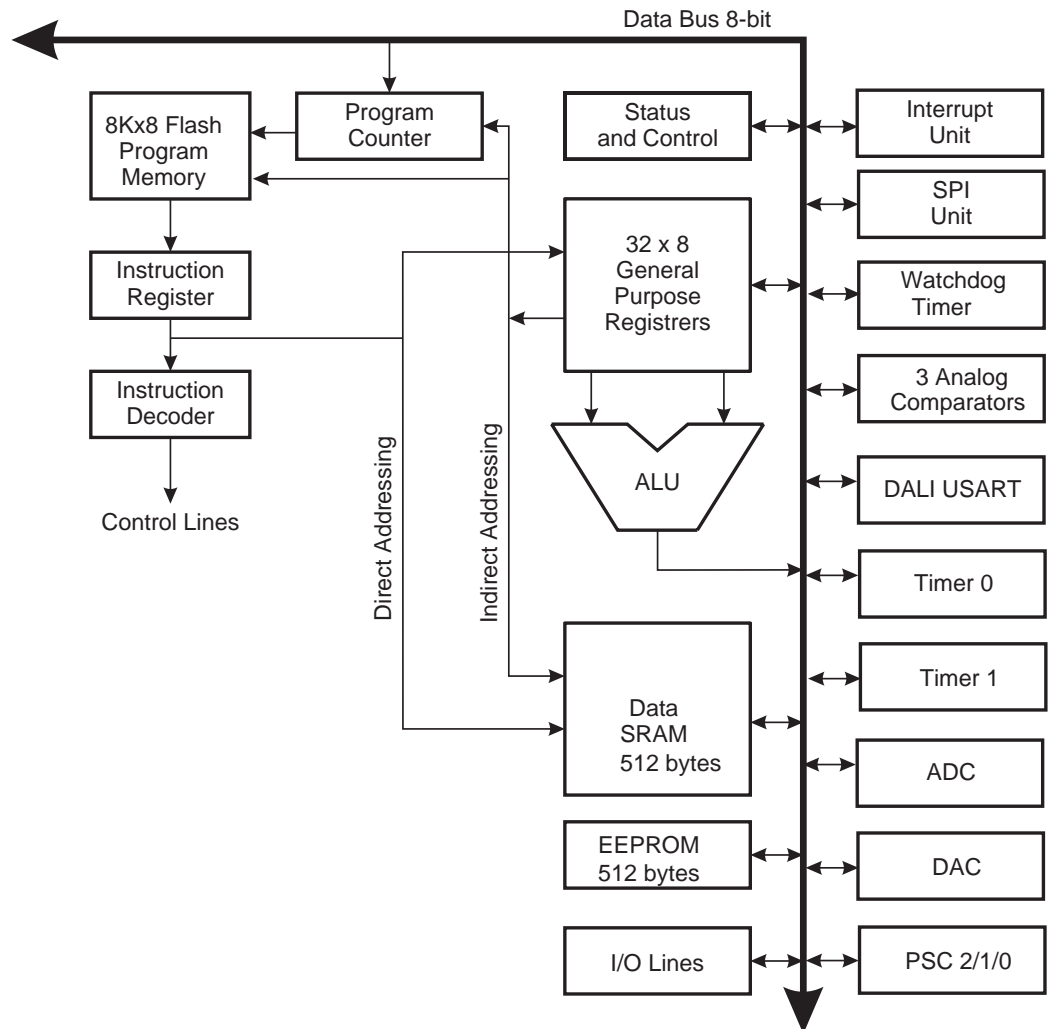 Data Bus 8-bit
8Kx8 Flash
Program
Memory
Program
Counter
Status
and Control
Interrupt
Unit
SPI
Unit
Instruction
Register
32 x 8
General
Purpose
Registrers
Watchdog
Timer
Instruction
Decoder
3 Analog
Comparators
Control Lines
Direct Addressing
Indirect Addressing
ALU
DALI USART
Timer 0
Timer 1
Data
SRAM
512 bytes
ADC
EEPROM
512 bytes
DAC
I/O Lines
PSC 2/1/0